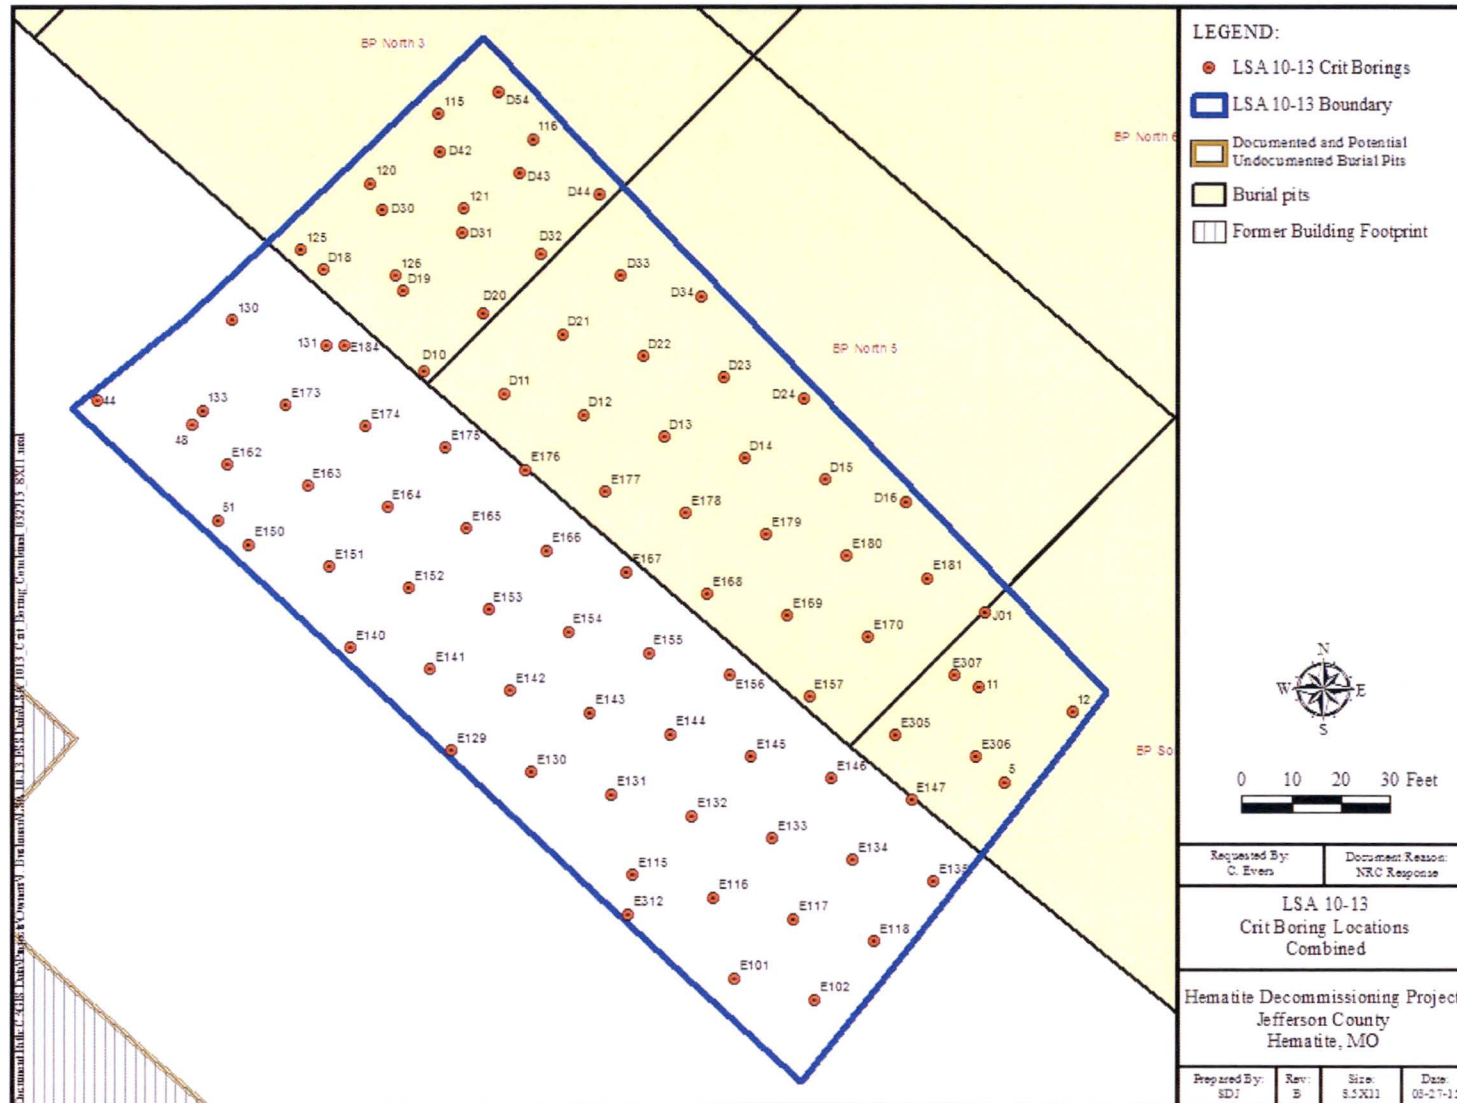 BP North 3
D54
115
116
D42
D43
120
D44
121
D30
D31
125
D32
D18
126
D19
D33
D34
D20
130
D21
131
E184
D22
D10
D23
D11
D24
44
133
E173
D12
48
E174
D13
E175
D14
E162
E176
D15
E163
E177
D16
E164
E178
51
E165
E179
E150
E166
E180
E151
E167
E181
E152
E168
J01
E153
E169
E154
E170
E140
E155
E141
E307
E156
11
E142
E157
12
E143
E305
E144
E129
E145
E306
E130
E146
5
E131
E147
E132
E133
E134
E115
E135
E116
E312
E117
E118
E101
E102
BP North 6
BP North 5
BP So
LEGEND:
LSA 10-13 Crit Borings
LSA 10-13 Boundary
Documented and Potential
Undocumented Burial Pits
Burial pits
Former Building Footprint
N
W E
S
0 10 20 30 Feet
Requested By:
C. Evers
Document Reason:
NRC Response
LSA 10-13
Crit Boring Locations
Combined
Hematite Decommissioning Project
Jefferson County
Hematite, MO
Prepared By:
SDJ
Rev:
B
Size:
8.5X11
Date:
03-27-15